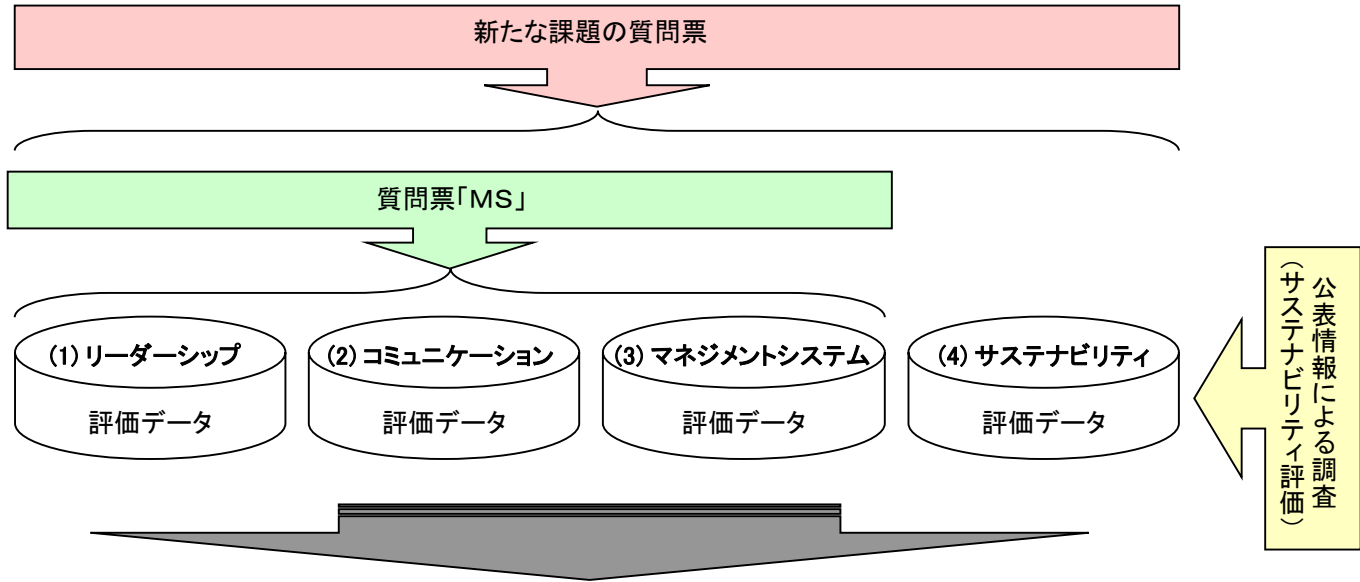 新たな課題の質問票
質問票「MS」
(1) リーダーシップ
評価データ
(2) コミュニケーション
評価データ
(3) マネジメントシステム
評価データ
(4) サステナビリティ
評価データ
公表情報による調査
（サステナビリティ評価）